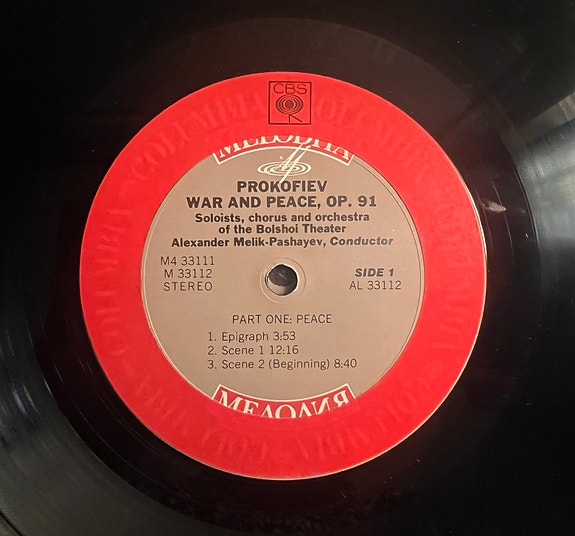 CBS
COLUMBIA
МЕЛОДИЯ
PROKOFIEV
WAR AND PEACE, OP. 91
Soloists, chorus and orchestra
of the Bolshoi Theater
Alexander Melik-Pashayev, Conductor
M4 33111
M 33112
STEREO
SIDE 1
AL 33112
PART ONE: PEACE
1. Epigraph 3:53
2. Scene 1 12:16
3. Scene 2 (Beginning) 8:40
МЕЛОДИЯ